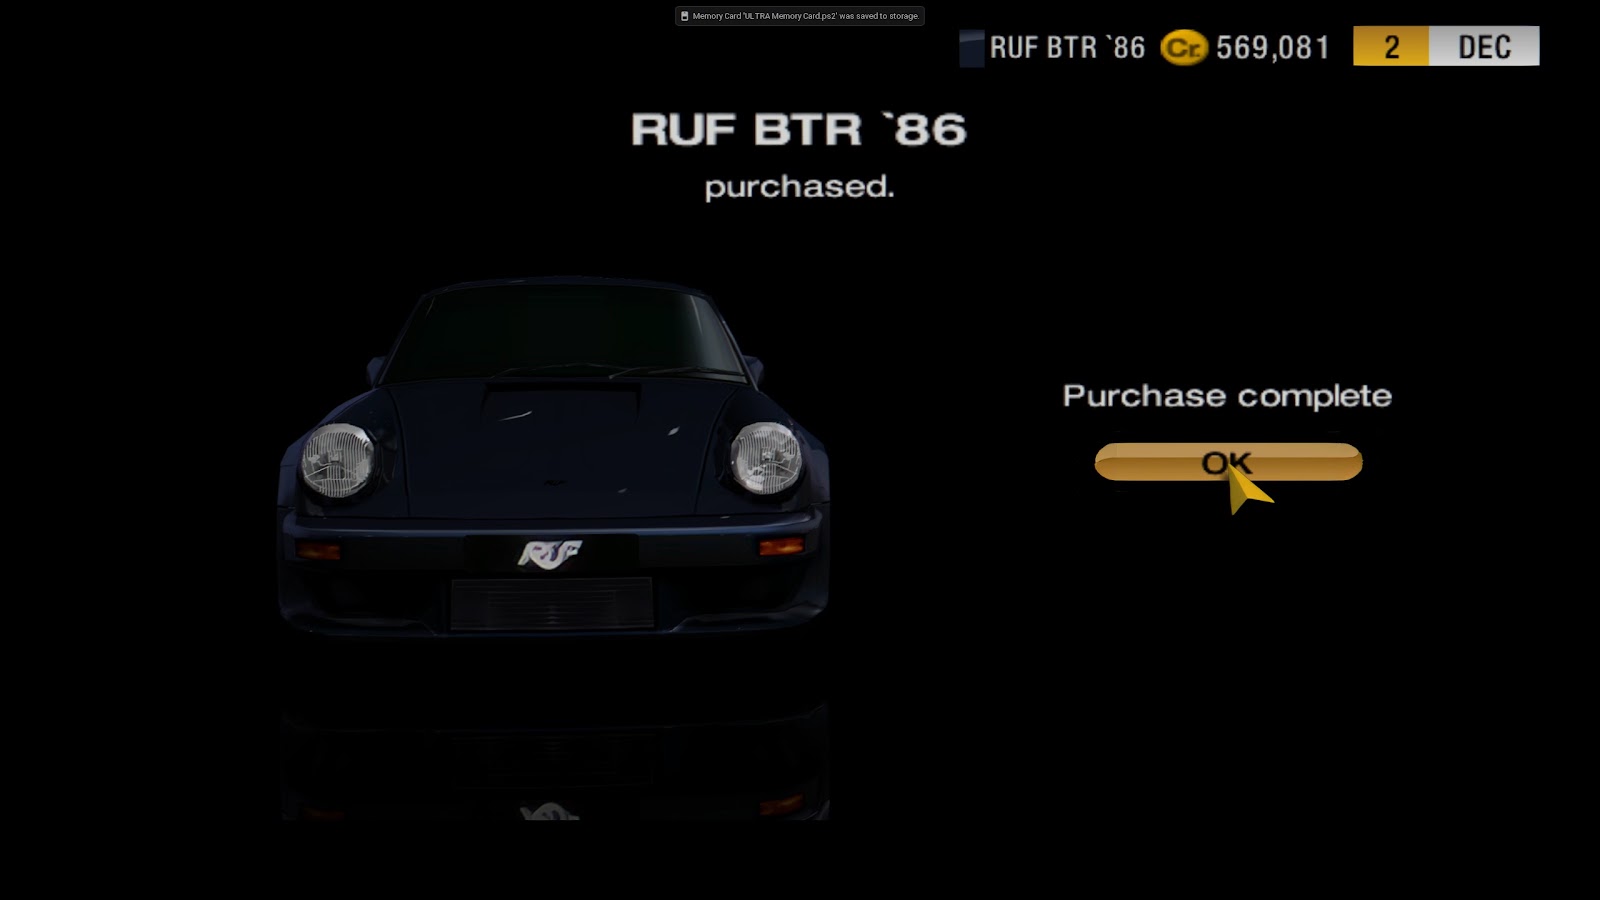 Memory Card 'ULTRA Memory Card.ps2' was saved to storage.
RUF BTR `86 Cr. 569,081 2 DEC
RUF BTR `86
purchased.
Purchase complete
OK
RUF